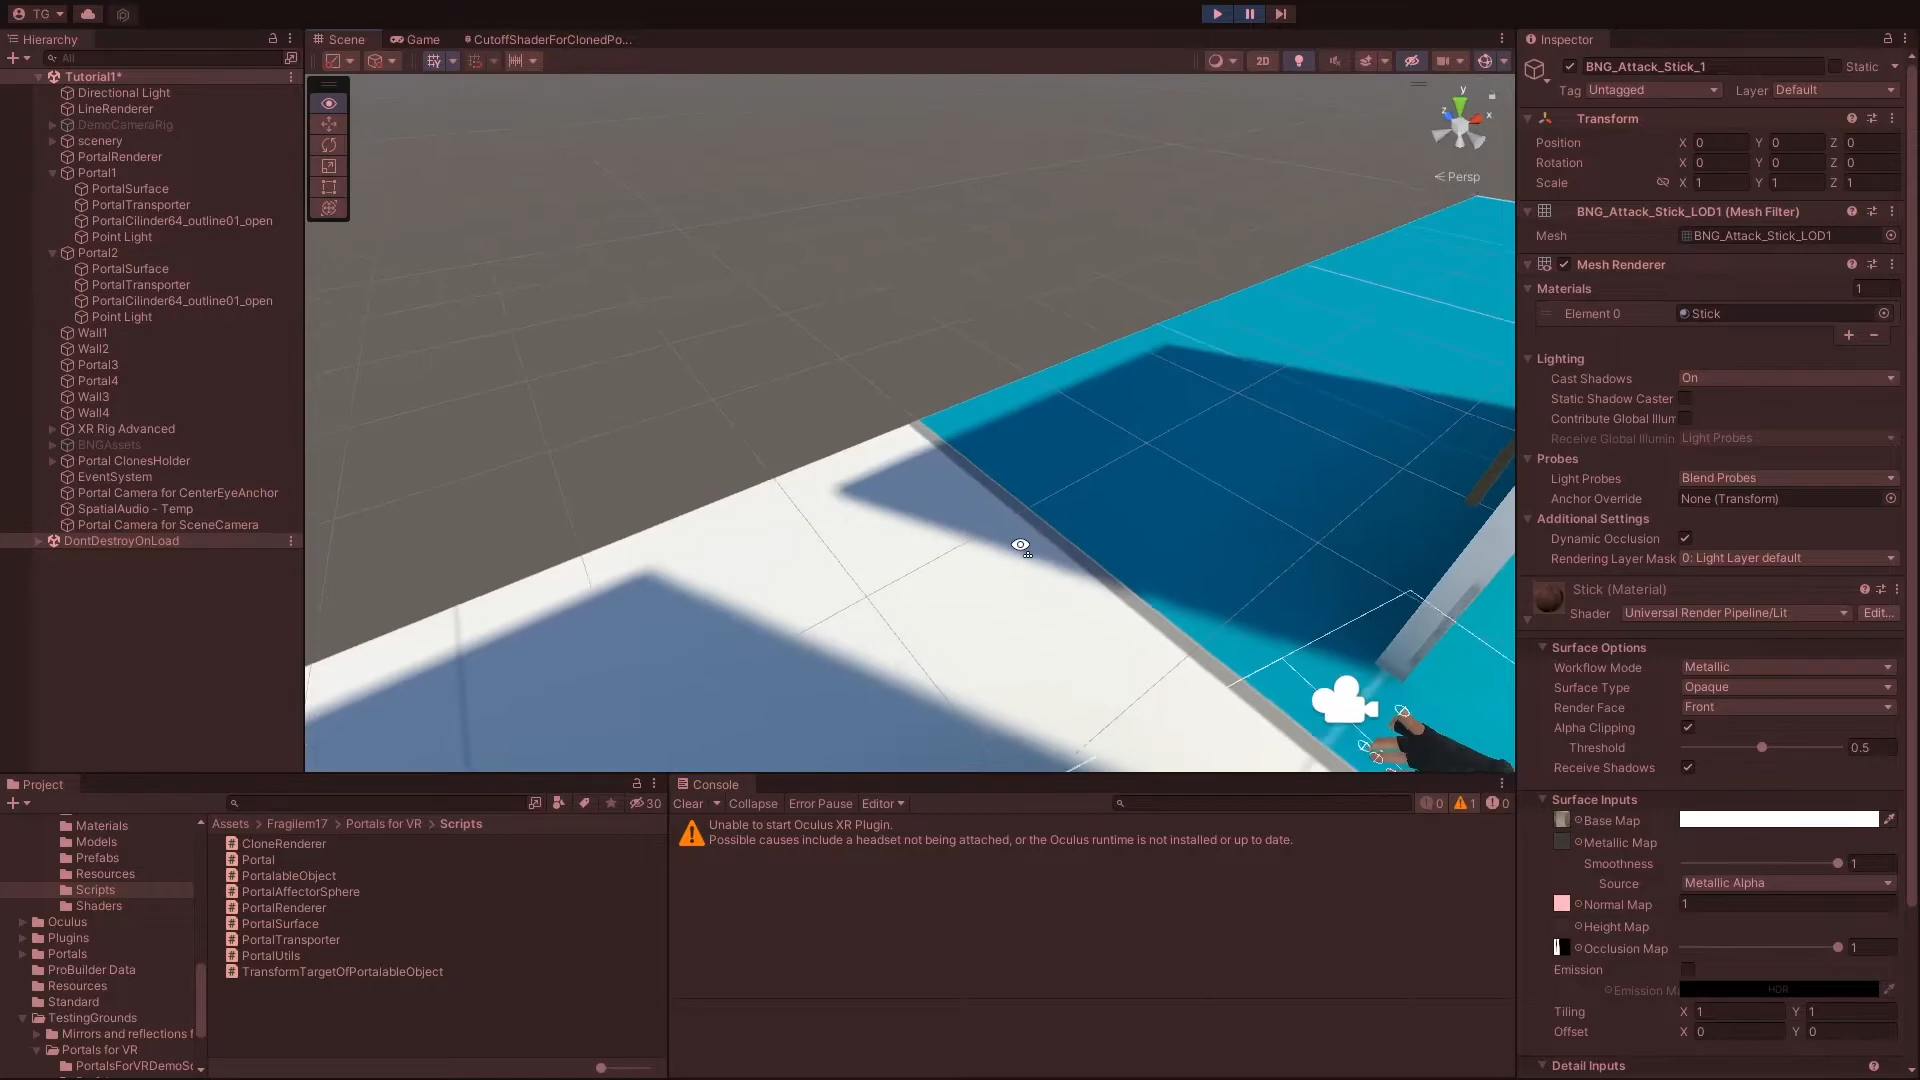 TG
Hierarchy
All
Tutorial1*
Directional Light
LineRenderer
DemoCameraRig
scenery
PortalRenderer
Portal1
PortalSurface
PortalTransporter
PortalCilinder64_outline01_open
Point Light
Portal2
PortalSurface
PortalTransporter
PortalCilinder64_outline01_open
Point Light
Wall1
Wall2
Portal3
Portal4
Wall3
Wall4
XR Rig Advanced
BNGAssets
Portal ClonesHolder
EventSystem
Portal Camera for CenterEyeAnchor
SpatialAudio - Temp
Portal Camera for SceneCamera
DontDestroyOnLoad
Scene
Game
CutoffShaderForClonedPo...
2D
y
z
x
Persp
Inspector
BNG_Attack_Stick_1
Static
Tag Untagged
Layer Default
Transform
Position X 0 Y 0 Z 0
Rotation X 0 Y 0 Z 0
Scale X 1 Y 1 Z 1
BNG_Attack_Stick_LOD1 (Mesh Filter)
Mesh BNG_Attack_Stick_LOD1
Mesh Renderer
Materials 1
Element 0 Stick
Lighting
Cast Shadows On
Static Shadow Caster
Contribute Global Illum
Receive Global Illumin Light Probes
Probes
Light Probes Blend Probes
Anchor Override None (Transform)
Additional Settings
Dynamic Occlusion
Rendering Layer Mask 0: Light Layer default
Stick (Material)
Shader Universal Render Pipeline/Lit Edit...
Surface Options
Workflow Mode Metallic
Surface Type Opaque
Render Face Front
Alpha Clipping
Threshold 0.5
Receive Shadows
Surface Inputs
Base Map
Metallic Map
Smoothness 1
Source Metallic Alpha
Normal Map 1
Height Map
Occlusion Map 1
Emission
Emission M HDR
Tiling X 1 Y 1
Offset X 0 Y 0
Detail Inputs
Project
30
Materials
Models
Prefabs
Resources
Scripts
Shaders
Oculus
Plugins
Portals
ProBuilder Data
Resources
Standard
TestingGrounds
Mirrors and reflections f
Portals for VR
PortalsForVRDemoSc
Assets > Fragilem17 > Portals for VR > Scripts
CloneRenderer
Portal
PortalableObject
PortalAffectorSphere
PortalRenderer
PortalSurface
PortalTransporter
PortalUtils
TransformTargetOfPortalableObject
Console
Clear Collapse Error Pause Editor
0 1 0
Unable to start Oculus XR Plugin.
Possible causes include a headset not being attached, or the Oculus runtime is not installed or up to date.